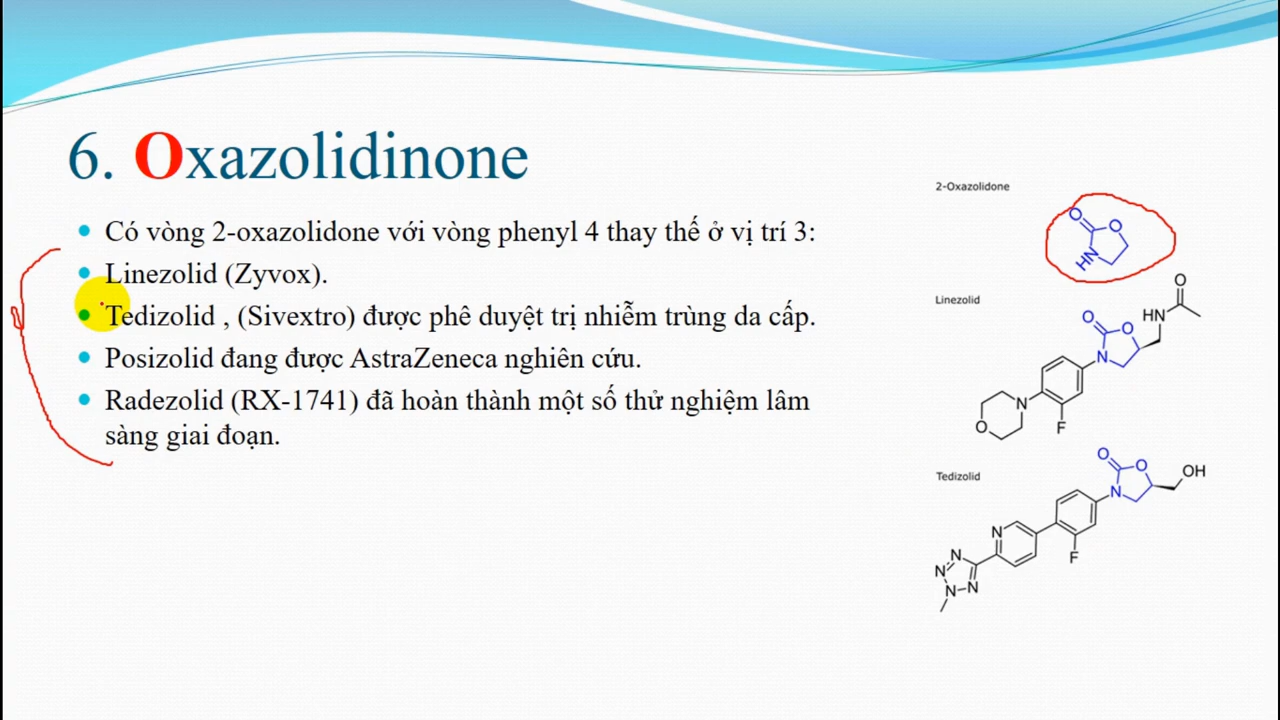 6. Oxazolidinone
Có vòng 2-oxazolidone với vòng phenyl 4 thay thế ở vị trí 3:
Linezolid (Zyvox).
Tedizolid , (Sivextro) được phê duyệt trị nhiễm trùng da cấp.
Posizolid đang được AstraZeneca nghiên cứu.
Radezolid (RX-1741) đã hoàn thành một số thử nghiệm lâm
sàng giai đoạn.
2-Oxazolidone
O
O
HN
Linezolid
O
HN
O
O
N
N
O
F
Tedizolid
O
O
OH
N
N
F
N
N
N
N